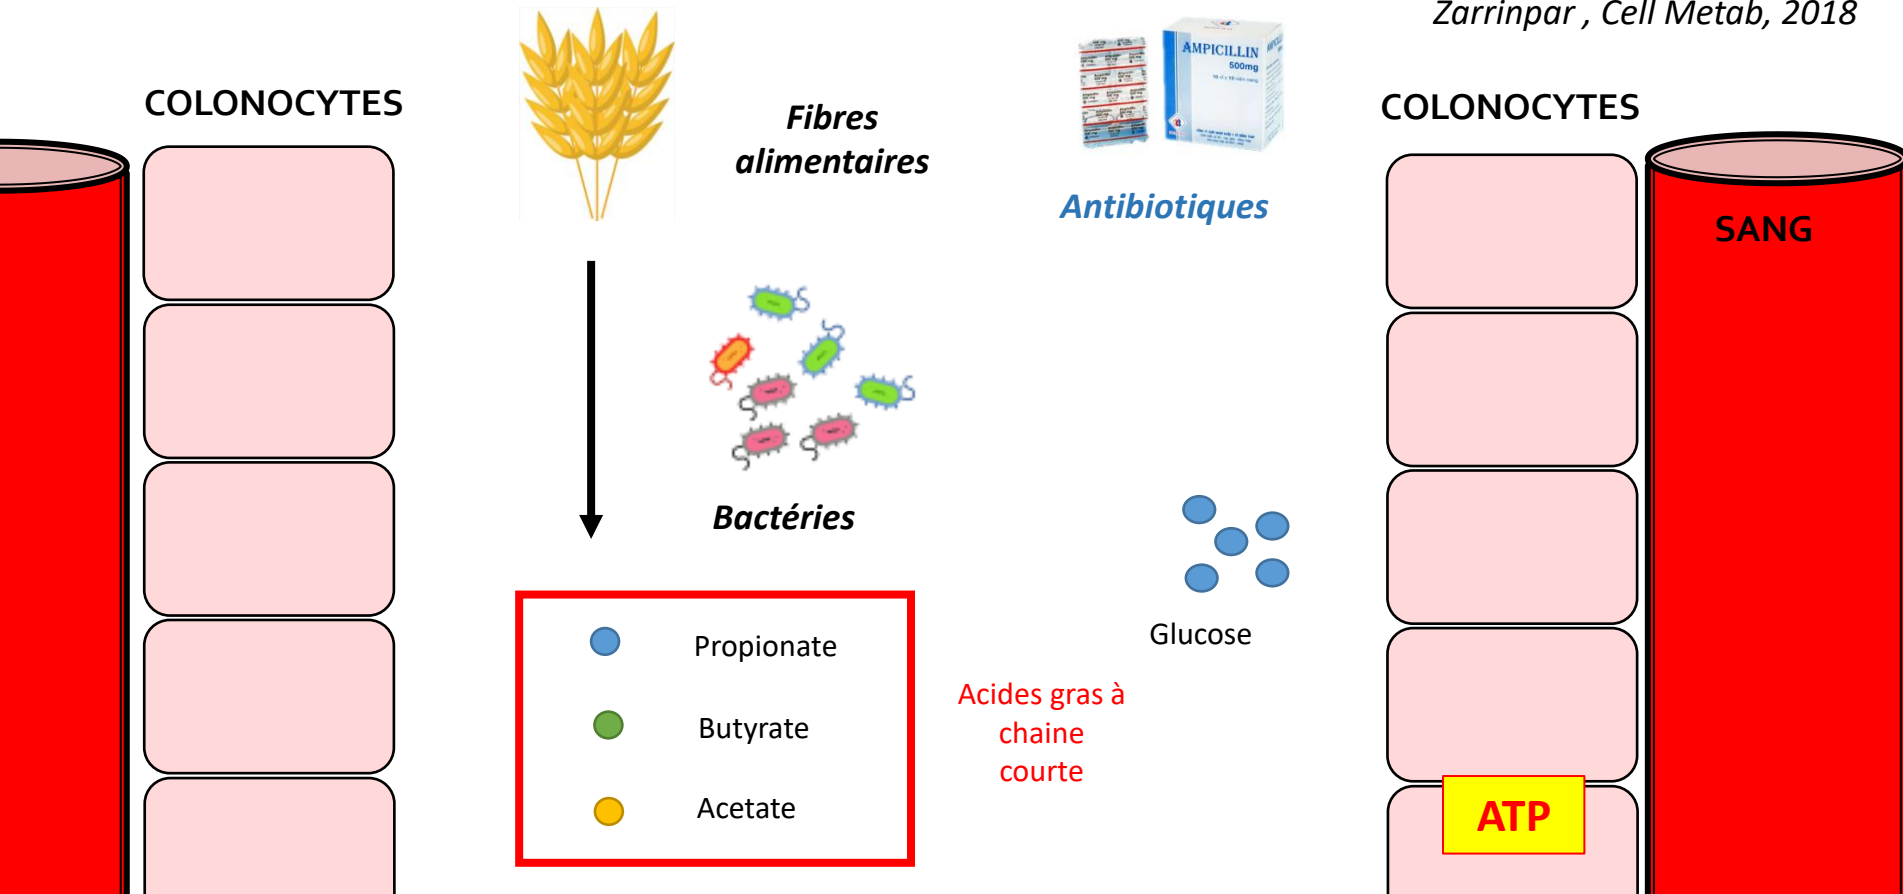 Zarrinpar , Cell Metab, 2018
COLONOCYTES
Fibres
alimentaires
AMPICILLIN
500mg
Antibiotiques
COLONOCYTES
SANG
Bactéries
Glucose
Propionate
Butyrate
Acetate
Acides gras à
chaine
courte
ATP